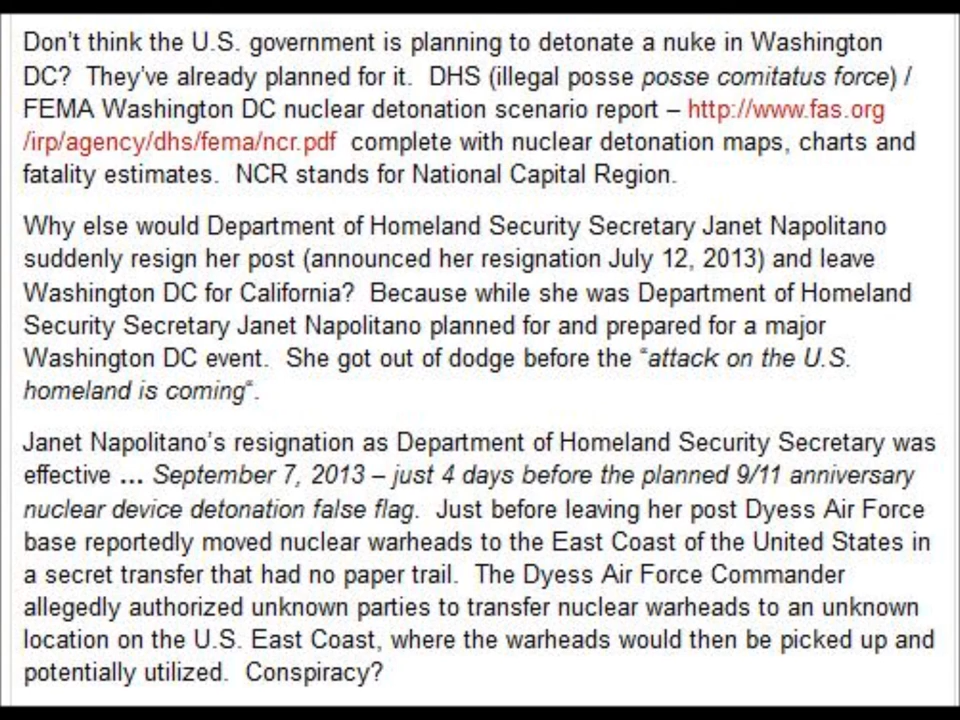 Don't think the U.S. government is planning to detonate a nuke in Washington
DC?  They've already planned for it.  DHS (illegal posse posse comitatus force) /
FEMA Washington DC nuclear detonation scenario report – http://www.fas.org
/irp/agency/dhs/fema/ncr.pdf  complete with nuclear detonation maps, charts and
fatality estimates.  NCR stands for National Capital Region.
Why else would Department of Homeland Security Secretary Janet Napolitano
suddenly resign her post (announced her resignation July 12, 2013) and leave
Washington DC for California?  Because while she was Department of Homeland
Security Secretary Janet Napolitano planned for and prepared for a major
Washington DC event.  She got out of dodge before the “attack on the U.S.
homeland is coming“.
Janet Napolitano's resignation as Department of Homeland Security Secretary was
effective … September 7, 2013 – just 4 days before the planned 9/11 anniversary
nuclear device detonation false flag.  Just before leaving her post Dyess Air Force
base reportedly moved nuclear warheads to the East Coast of the United States in
a secret transfer that had no paper trail.  The Dyess Air Force Commander
allegedly authorized unknown parties to transfer nuclear warheads to an unknown
location on the U.S. East Coast, where the warheads would then be picked up and
potentially utilized.  Conspiracy?